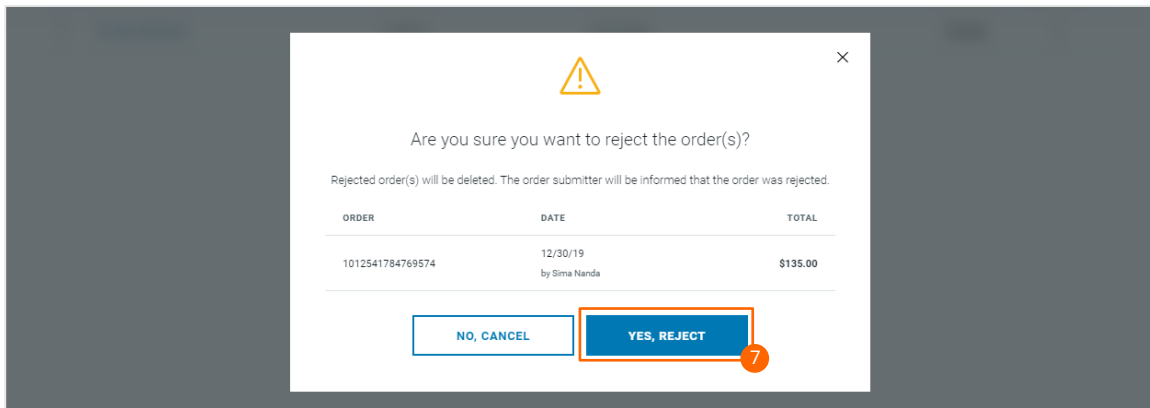 Are you sure you want to reject the order(s)?
Rejected order(s) will be deleted. The order submitter will be informed that the order was rejected.
ORDER DATE TOTAL
1012541784769574 12/30/19 $135.00
by Sima Nanda
NO, CANCEL YES, REJECT
7